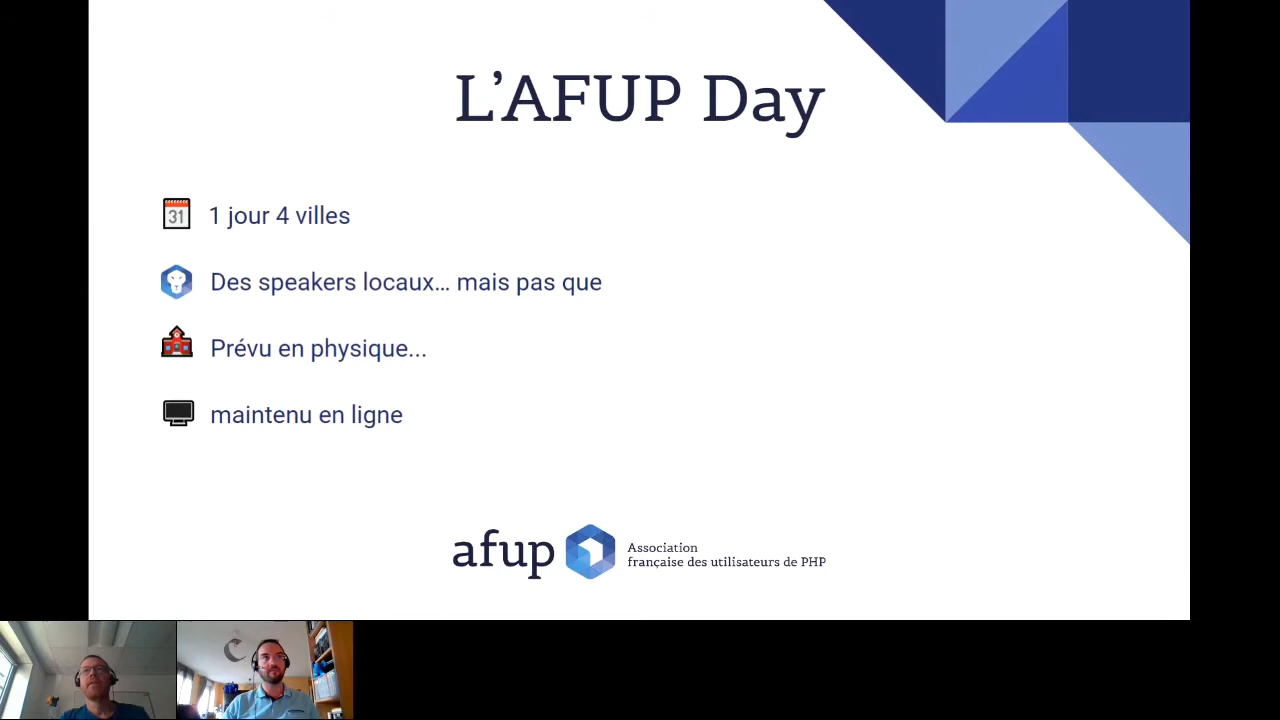 L’AFUP Day
31
1 jour 4 villes
Des speakers locaux... mais pas que
Prévu en physique...
maintenu en ligne
afup
Association
française des utilisateurs de PHP